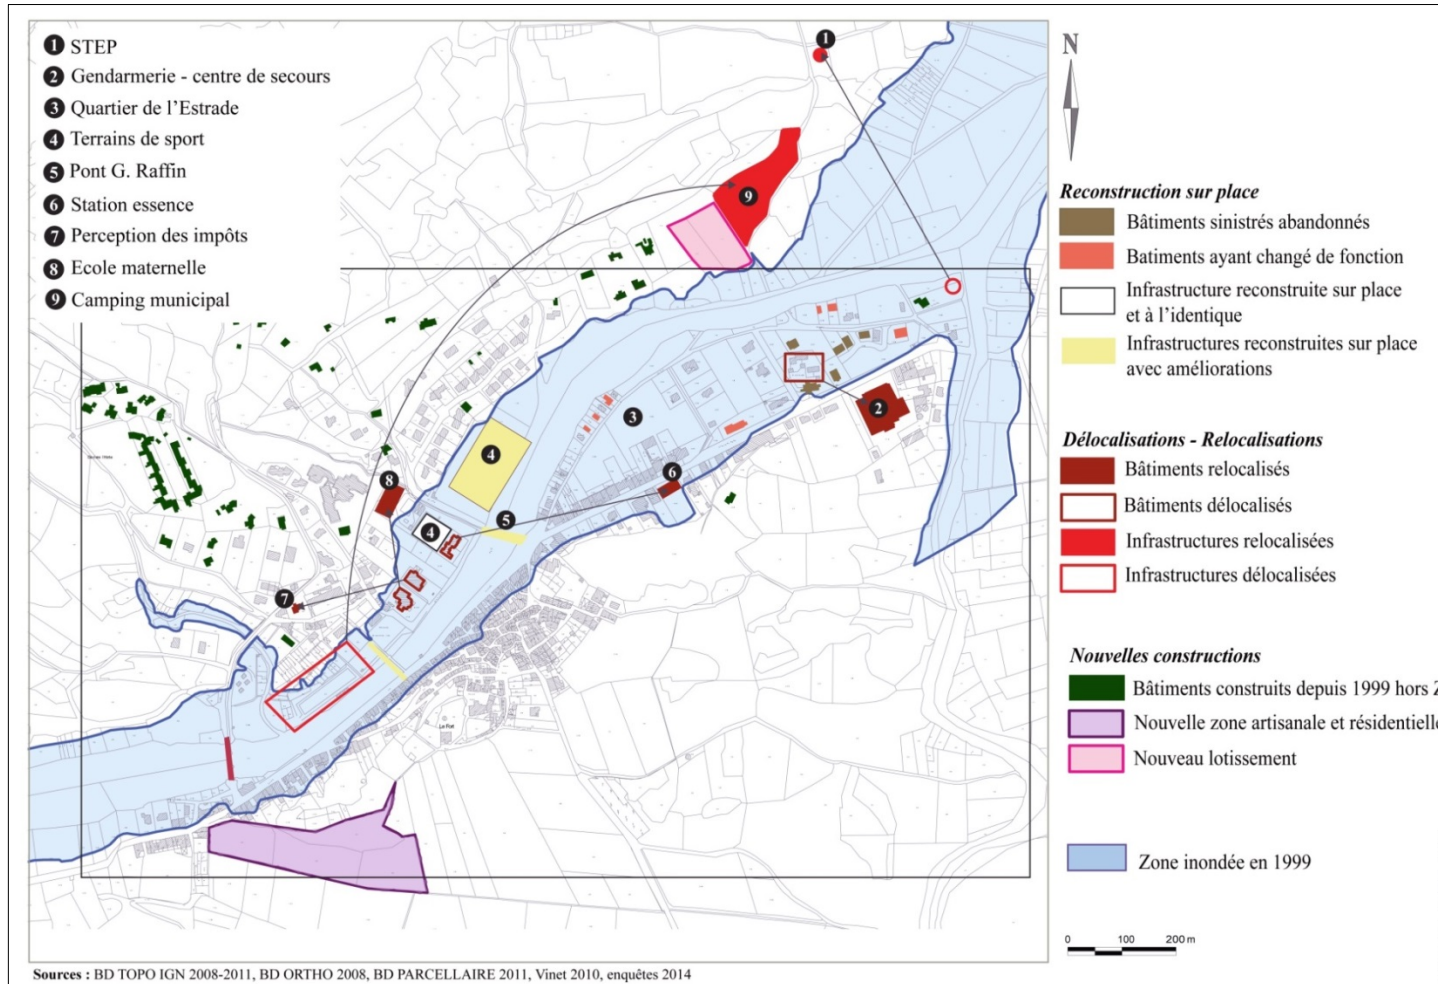 1 STEP
2 Gendarmerie - centre de secours
3 Quartier de l’Estrade
4 Terrains de sport
5 Pont G. Raffin
6 Station essence
7 Perception des impôts
8 Ecole maternelle
9 Camping municipal
1
9
2
3
6
4
8
5
4
7
Le Fort
N
Reconstruction sur place
Bâtiments sinistrés abandonnés
Batiments ayant changé de fonction
Infrastructure reconstruite sur place
et à l’identique
Infrastructures reconstruites sur place
avec améliorations
Délocalisations - Relocalisations
Bâtiments relocalisés
Bâtiments délocalisés
Infrastructures relocalisées
Infrastructures délocalisées
Nouvelles constructions
Bâtiments construits depuis 1999 hors Z
Nouvelle zone artisanale et résidentielle
Nouveau lotissement
Zone inondée en 1999
0 100 200 m
Sources : BD TOPO IGN 2008-2011, BD ORTHO 2008, BD PARCELLAIRE 2011, Vinet 2010, enquêtes 2014